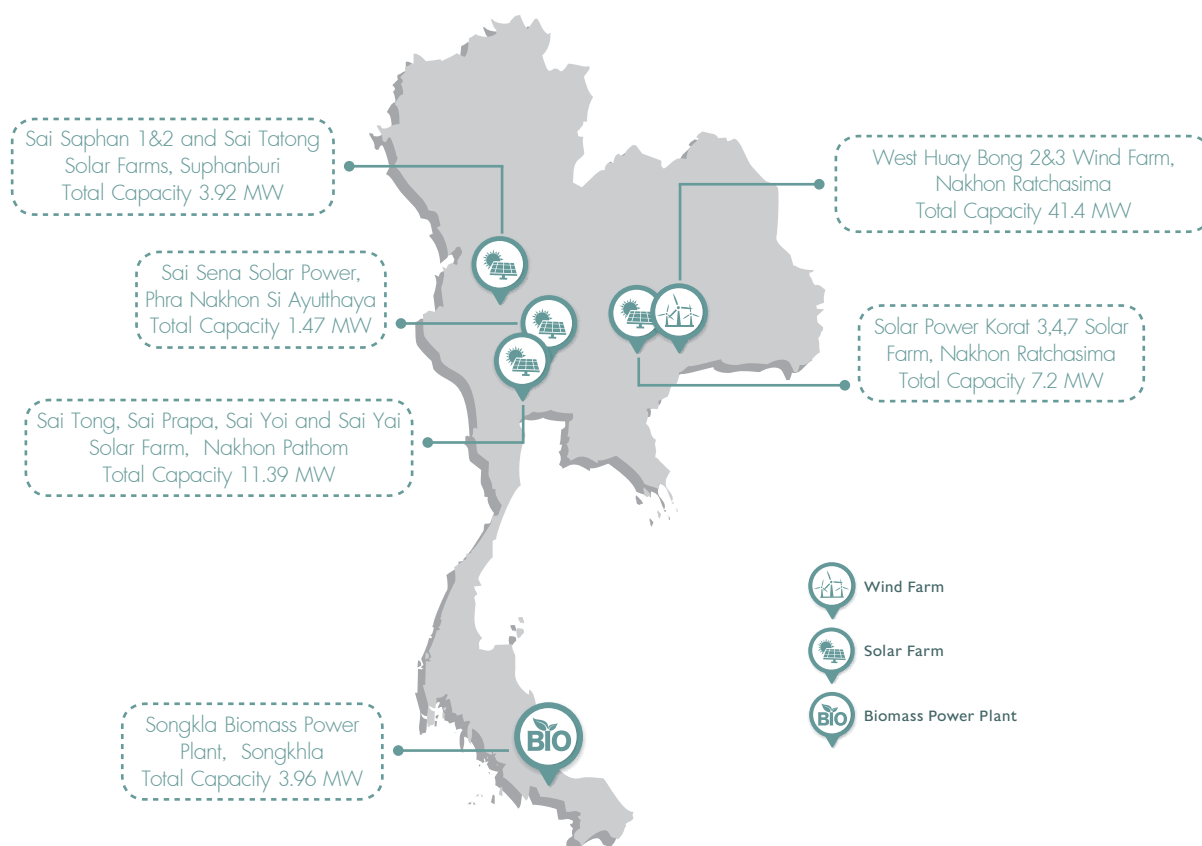 Sai Saphan 1&2 and Sai Tatong
Solar Farms, Suphanburi
Total Capacity 3.92 MW
West Huay Bong 2&3 Wind Farm,
Nakhon Ratchasima
Total Capacity 41.4 MW
Sai Sena Solar Power,
Phra Nakhon Si Ayutthaya
Total Capacity 1.47 MW
Solar Power Korat 3,4,7 Solar
Farm, Nakhon Ratchasima
Total Capacity 7.2 MW
Sai Tong, Sai Prapa, Sai Yoi and Sai Yai
Solar Farm, Nakhon Pathom
Total Capacity 11.39 MW
Wind Farm
Solar Farm
BIO
Biomass Power Plant
Songkla Biomass Power
Plant, Songkhla
Total Capacity 3.96 MW
BIO